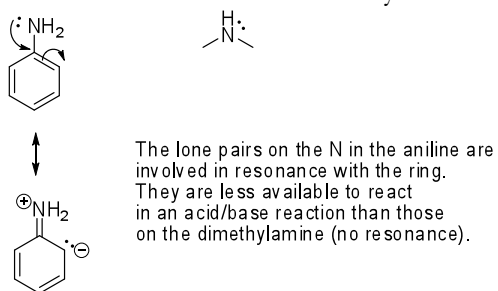 :NH₂
H
N:
The lone pairs on the N in the aniline are
involved in resonance with the ring.
They are less available to react
in an acid/base reaction than those
on the dimethylamine (no resonance).
⊕NH₂
:⊖